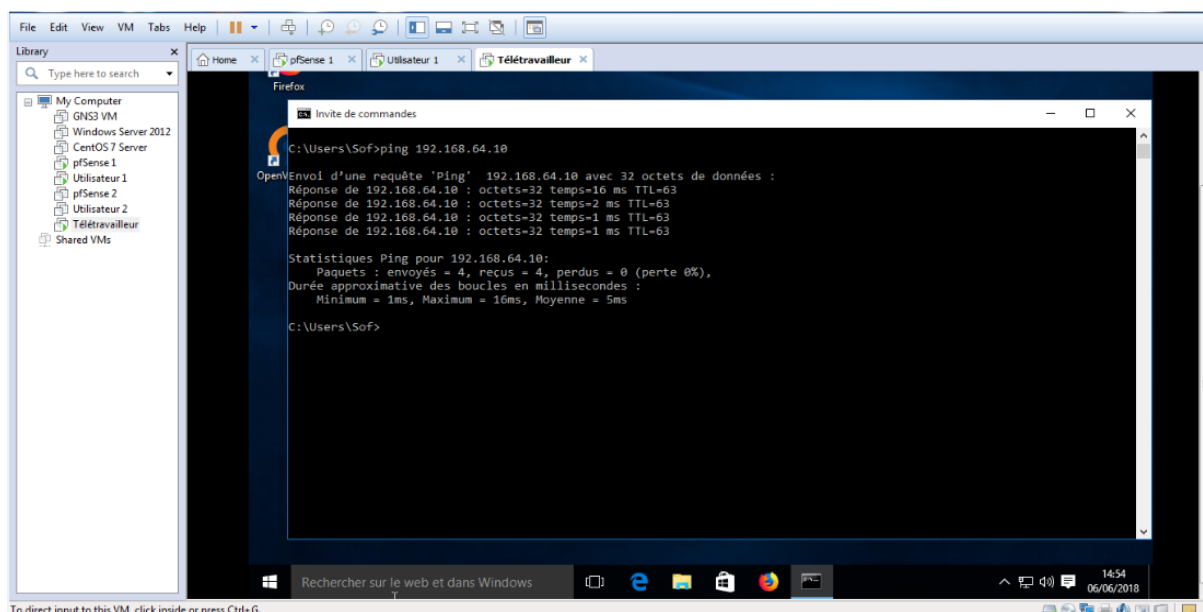 File Edit View VM Tabs Help
Library
Type here to search
My Computer
GNS3 VM
Windows Server 2012
CentOS 7 Server
pfSense 1
Utilisateur 1
pfSense 2
Utilisateur 2
Télétravailleur
Shared VMs
Home pfSense 1 Utilisateur 1 Télétravailleur
Firefox
OpenV
Invite de commandes
C:\Users\Sof>ping 192.168.64.10
Envoi d'une requête 'Ping'  192.168.64.10 avec 32 octets de données :
Réponse de 192.168.64.10 : octets=32 temps=16 ms TTL=63
Réponse de 192.168.64.10 : octets=32 temps=2 ms TTL=63
Réponse de 192.168.64.10 : octets=32 temps=1 ms TTL=63
Réponse de 192.168.64.10 : octets=32 temps=1 ms TTL=63
Statistiques Ping pour 192.168.64.10:
Paquets : envoyés = 4, reçus = 4, perdus = 0 (perte 0%),
Durée approximative des boucles en millisecondes :
Minimum = 1ms, Maximum = 16ms, Moyenne = 5ms
C:\Users\Sof>
Rechercher sur le web et dans Windows
14:54
06/06/2018
To direct input to this VM, click inside or press Ctrl+G.